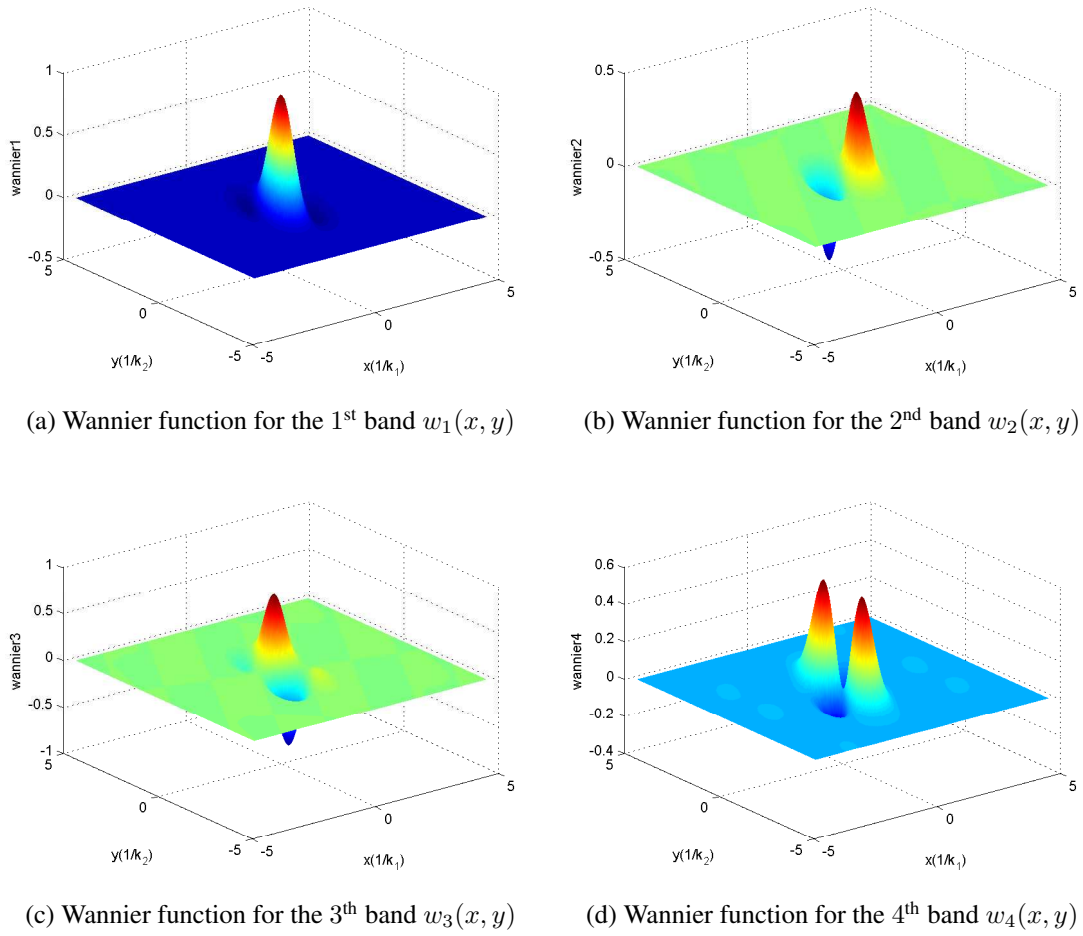 1
0.5
0
-0.5
wannier1
5
0
-5
y(1/k₂)
-5
0
5
x(1/k₁)
0.5
0
-0.5
wannier2
5
0
-5
y(1/k₂)
-5
0
5
x(1/k₁)
(a) Wannier function for the 1ˢᵗ band w₁(x, y)
(b) Wannier function for the 2ⁿᵈ band w₂(x, y)
1
0.5
0
-0.5
-1
wannier3
5
0
-5
y(1/k₂)
-5
0
5
x(1/k₁)
0.6
0.4
0.2
0
-0.2
-0.4
wannier4
5
0
-5
y(1/k₂)
-5
0
5
x(1/k₁)
(c) Wannier function for the 3ᵗʰ band w₃(x, y)
(d) Wannier function for the 4ᵗʰ band w₄(x, y)